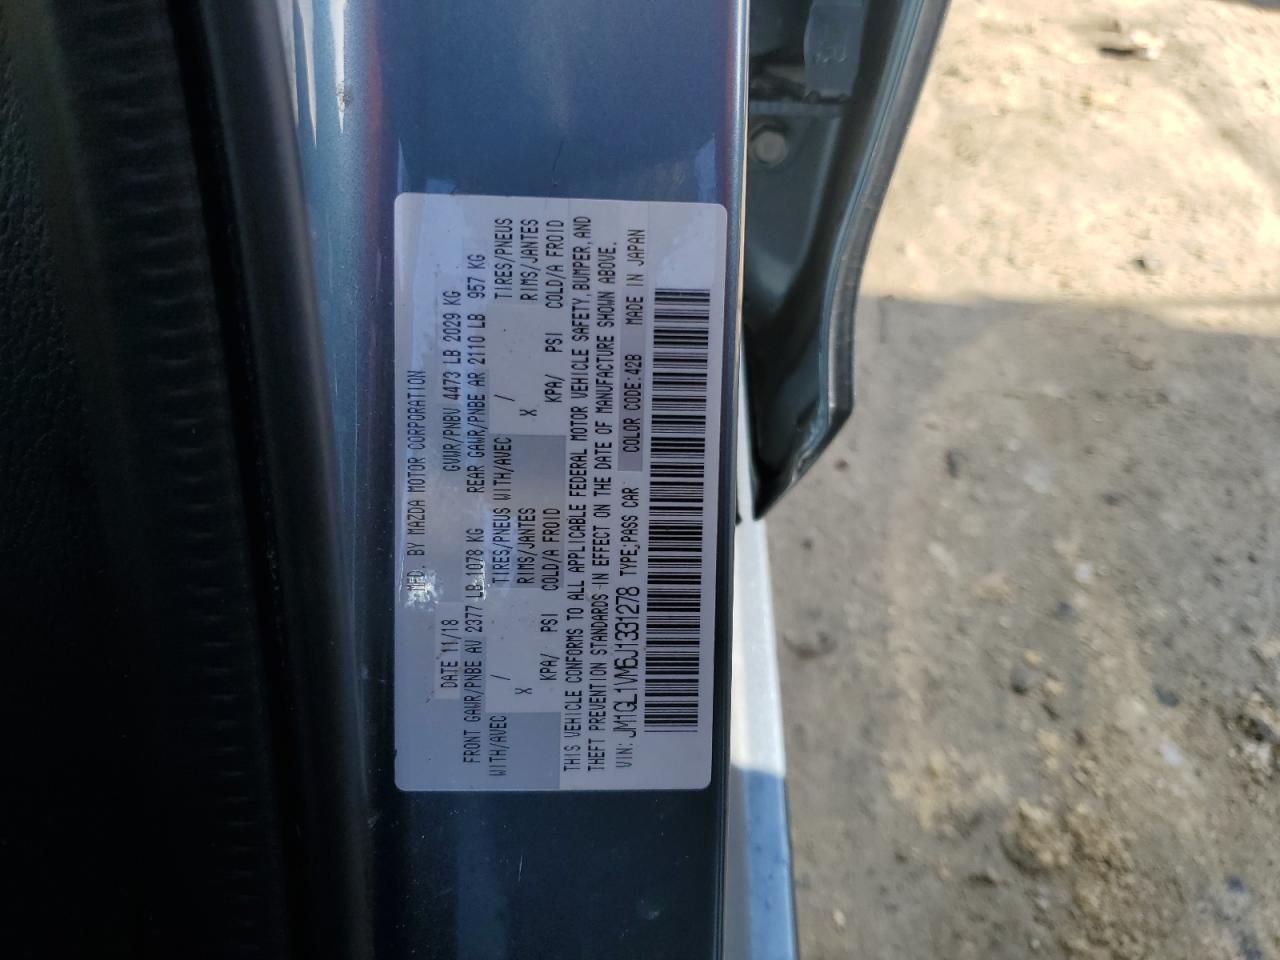 MFD. BY MAZDA MOTOR CORPORATION
DATE 11/18 GVWR/PNBV 4473 LB 2029 KG
FRONT GAWR/PNBE AV 2377 LB 1078 KG REAR GAWR/PNBE AR 2110 LB 957 KG
WITH/AVEC / TIRES/PNEUS WITH/AVEC / TIRES/PNEUS
X RIMS/JANTES X RIMS/JANTES
KPA/ PSI COLD/A FROID KPA/ PSI COLD/A FROID
THIS VEHICLE CONFORMS TO ALL APPLICABLE FEDERAL MOTOR VEHICLE SAFETY, BUMPER, AND
THEFT PREVENTION STANDARDS IN EFFECT ON THE DATE OF MANUFACTURE SHOWN ABOVE.
VIN: JM1GL1VM6J1331278 TYPE:PASS CAR COLOR CODE:42B MADE IN JAPAN